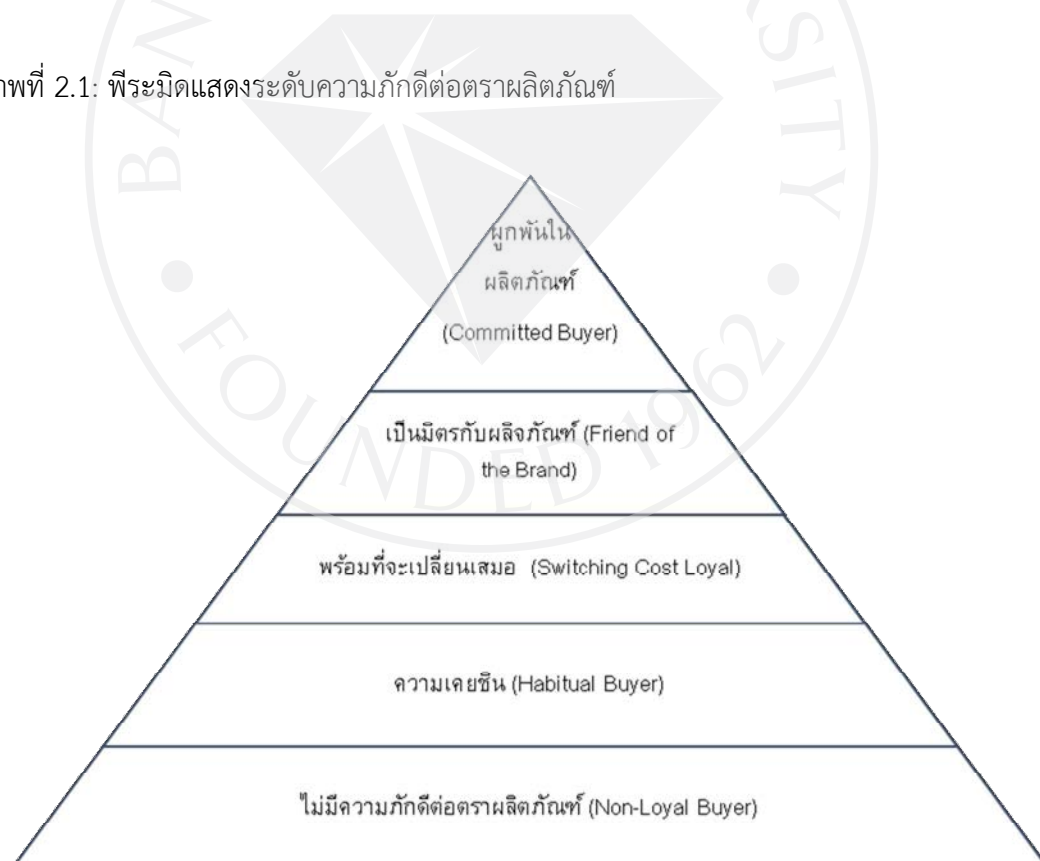 าพที่ 2.1: พีระมิดแสดงระดับความภักดีต่อตราผลิตภัณฑ์
ผูกพันใน
ผลิตภัณฑ์
(Committed Buyer)
เป็นมิตรกับผลิจภัณฑ์ (Friend of
the Brand)
พร้อมที่จะเปลี่ยนเสมอ (Switching Cost Loyal)
ความเคยชิน (Habitual Buyer)
ไม่มีความภักดีต่อตราผลิตภัณฑ์ (Non-Loyal Buyer)
FOUNDED 1962